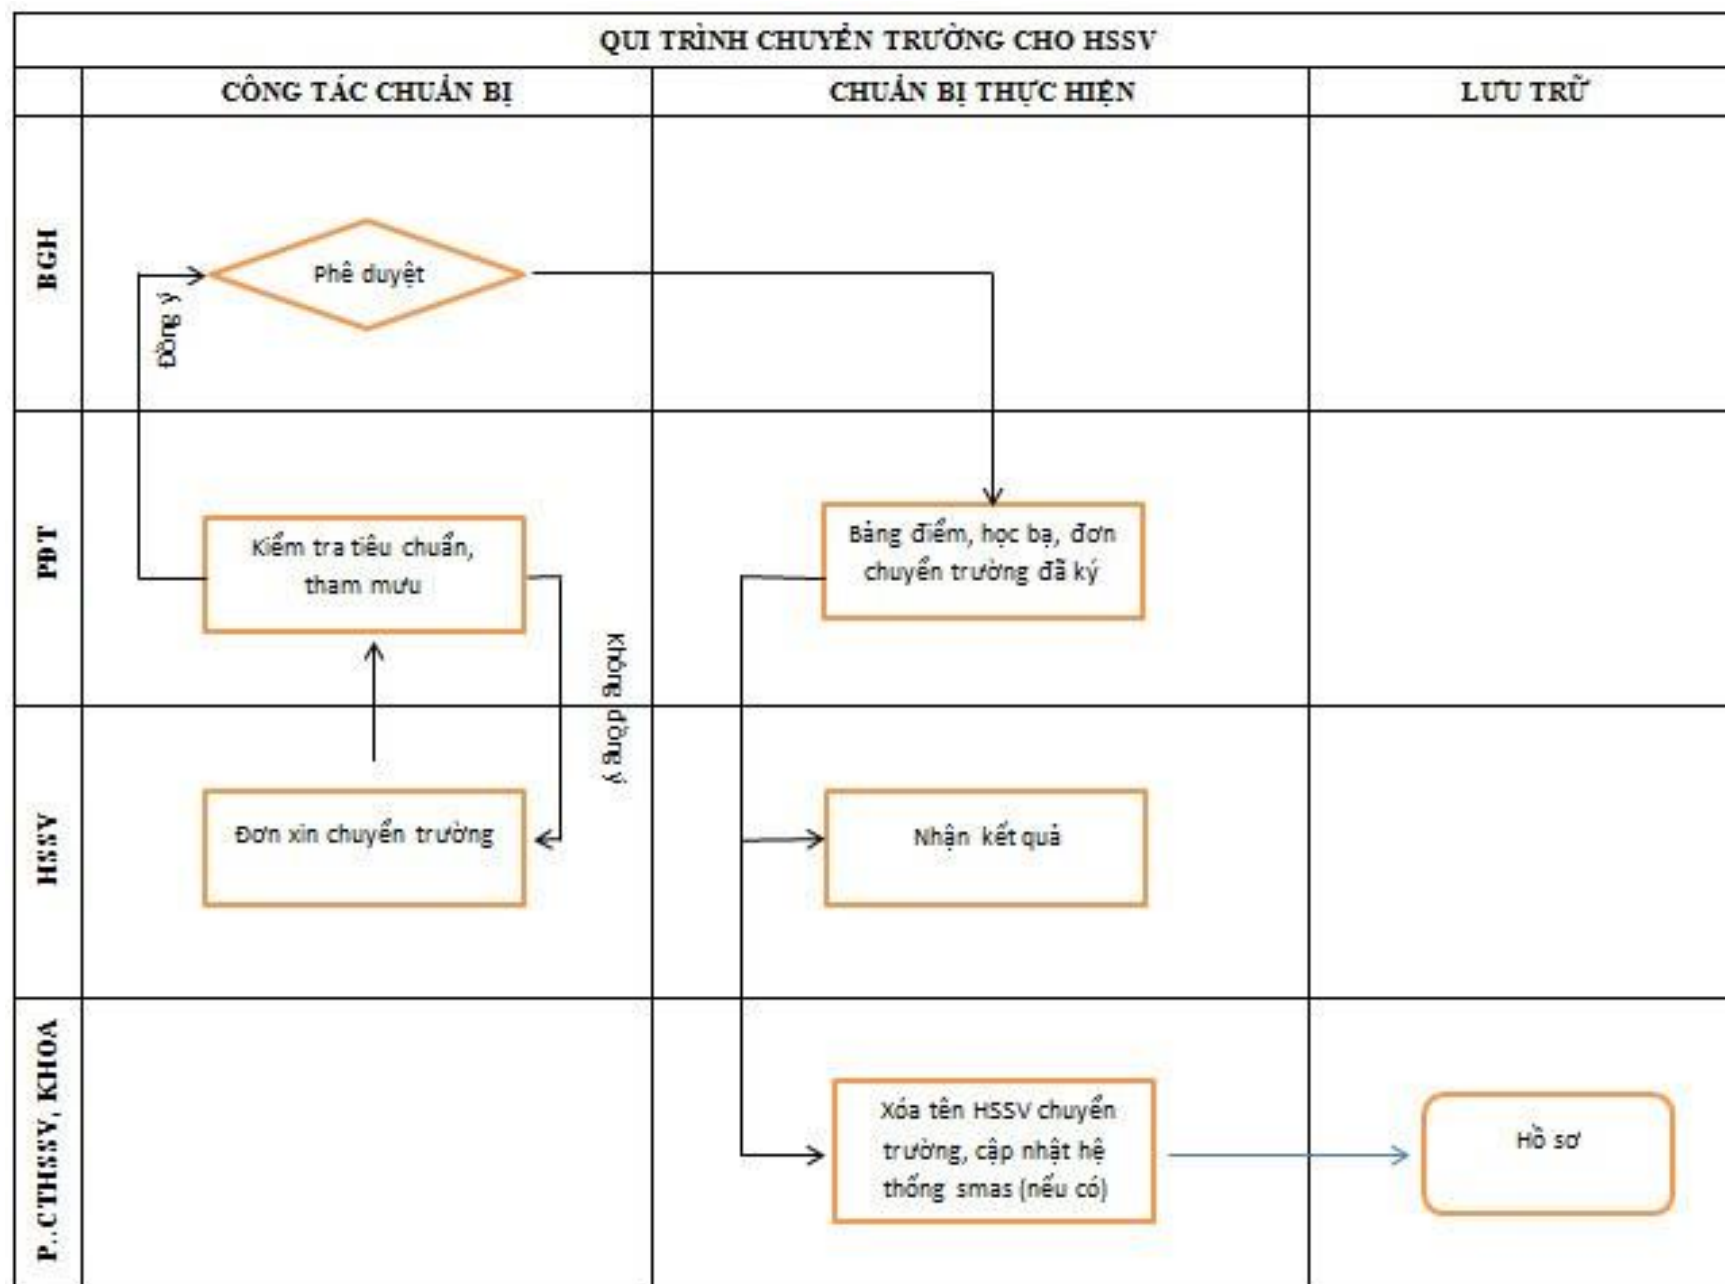 QUI TRÌNH CHUYỂN TRƯỜNG CHO HSSV
CÔNG TÁC CHUẨN BỊ
CHUẨN BỊ THỰC HIỆN
LƯU TRỮ
BGH
Phê duyệt
Đồng ý
PĐT
Kiểm tra tiêu chuẩn,
tham mưu
Bảng điểm, học bạ, đơn
chuyển trường đã ký
Không đồng ý
HSSV
Đơn xin chuyển trường
Nhận kết quả
P..CTHSSV, KHOA
Xóa tên HSSV chuyển
trường, cập nhật hệ
thống smas (nếu có)
Hồ sơ